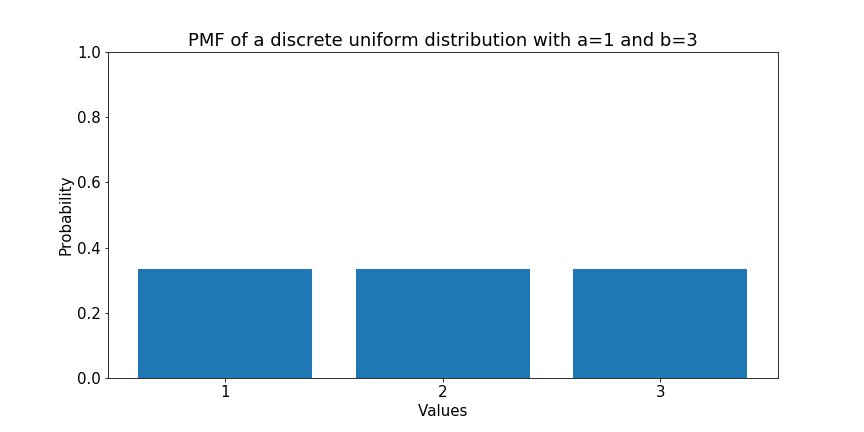 PMF of a discrete uniform distribution with a=1 and b=3
1.0
0.8
0.6
0.4
0.2
0.0
Probability
1 2 3
Values